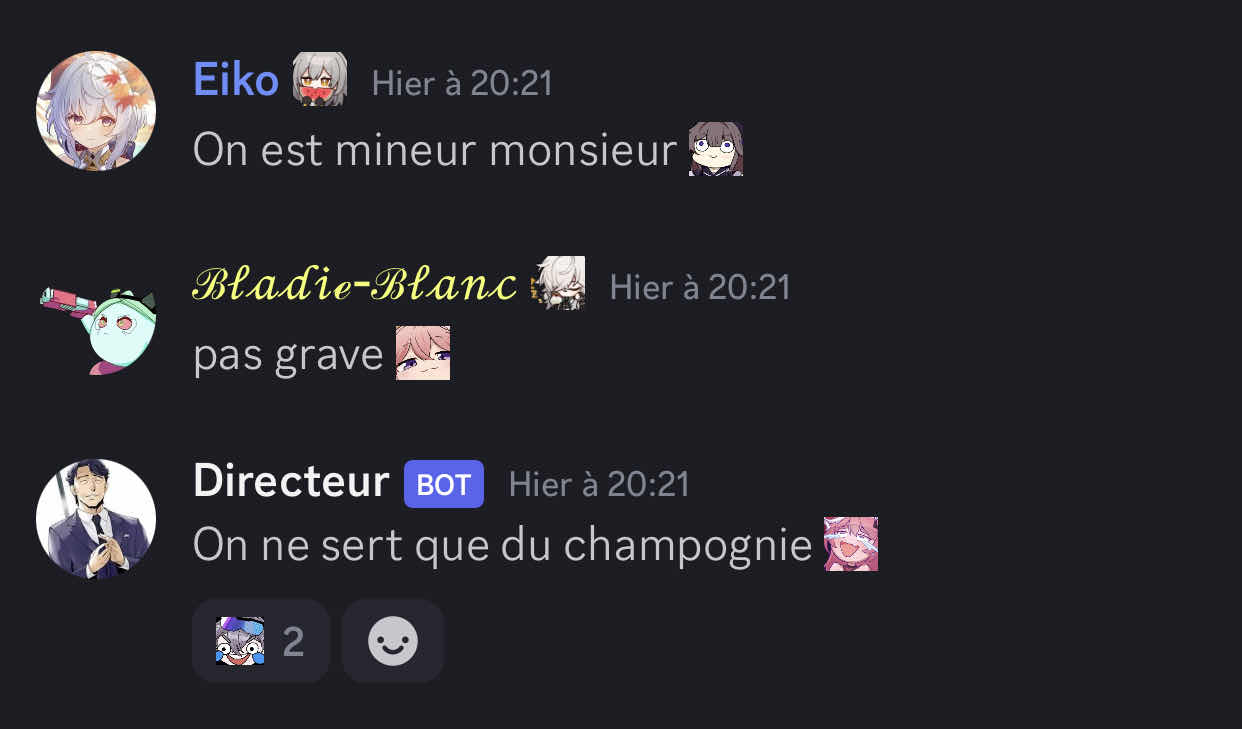 Eiko Hier à 20:21
On est mineur monsieur
ℬℓ𝒶𝒹𝒾ℯ-ℬℓ𝒶𝓃𝒸 Hier à 20:21
pas grave
Directeur BOT Hier à 20:21
On ne sert que du champognie
2